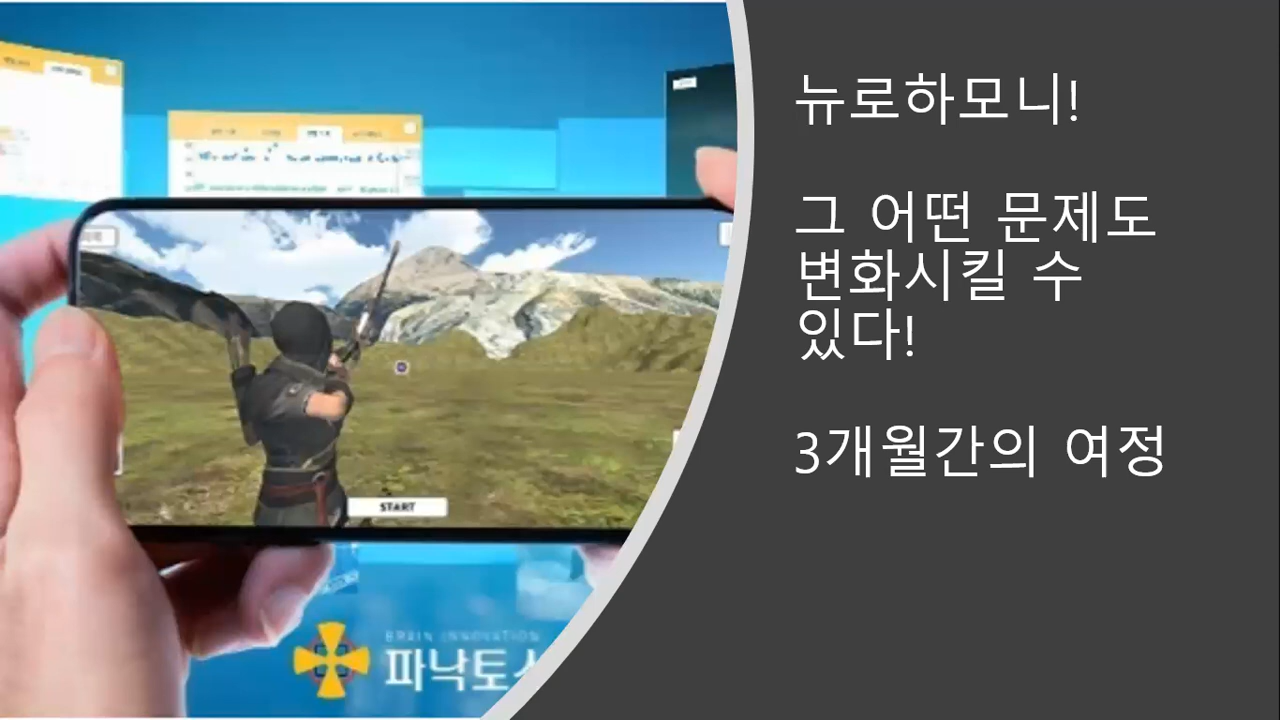 뉴로하모니!
그 어떤 문제도
변화시킬 수
있다!
3개월간의 여정
START
BRAIN INNOVATION
파낙토